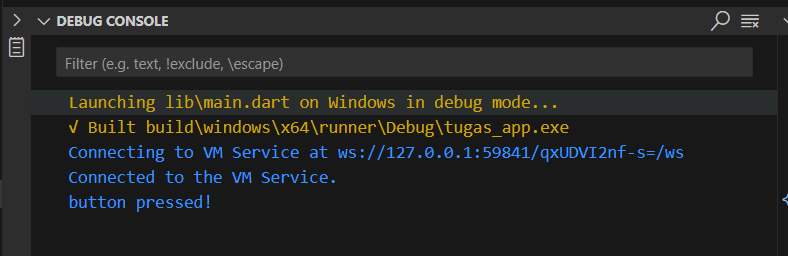 DEBUG CONSOLE
Filter (e.g. text, !exclude, \escape)
Launching lib\main.dart on Windows in debug mode...
√ Built build\windows\x64\runner\Debug\tugas_app.exe
Connecting to VM Service at ws://127.0.0.1:59841/qxUDVI2nf-s=/ws
Connected to the VM Service.
button pressed!